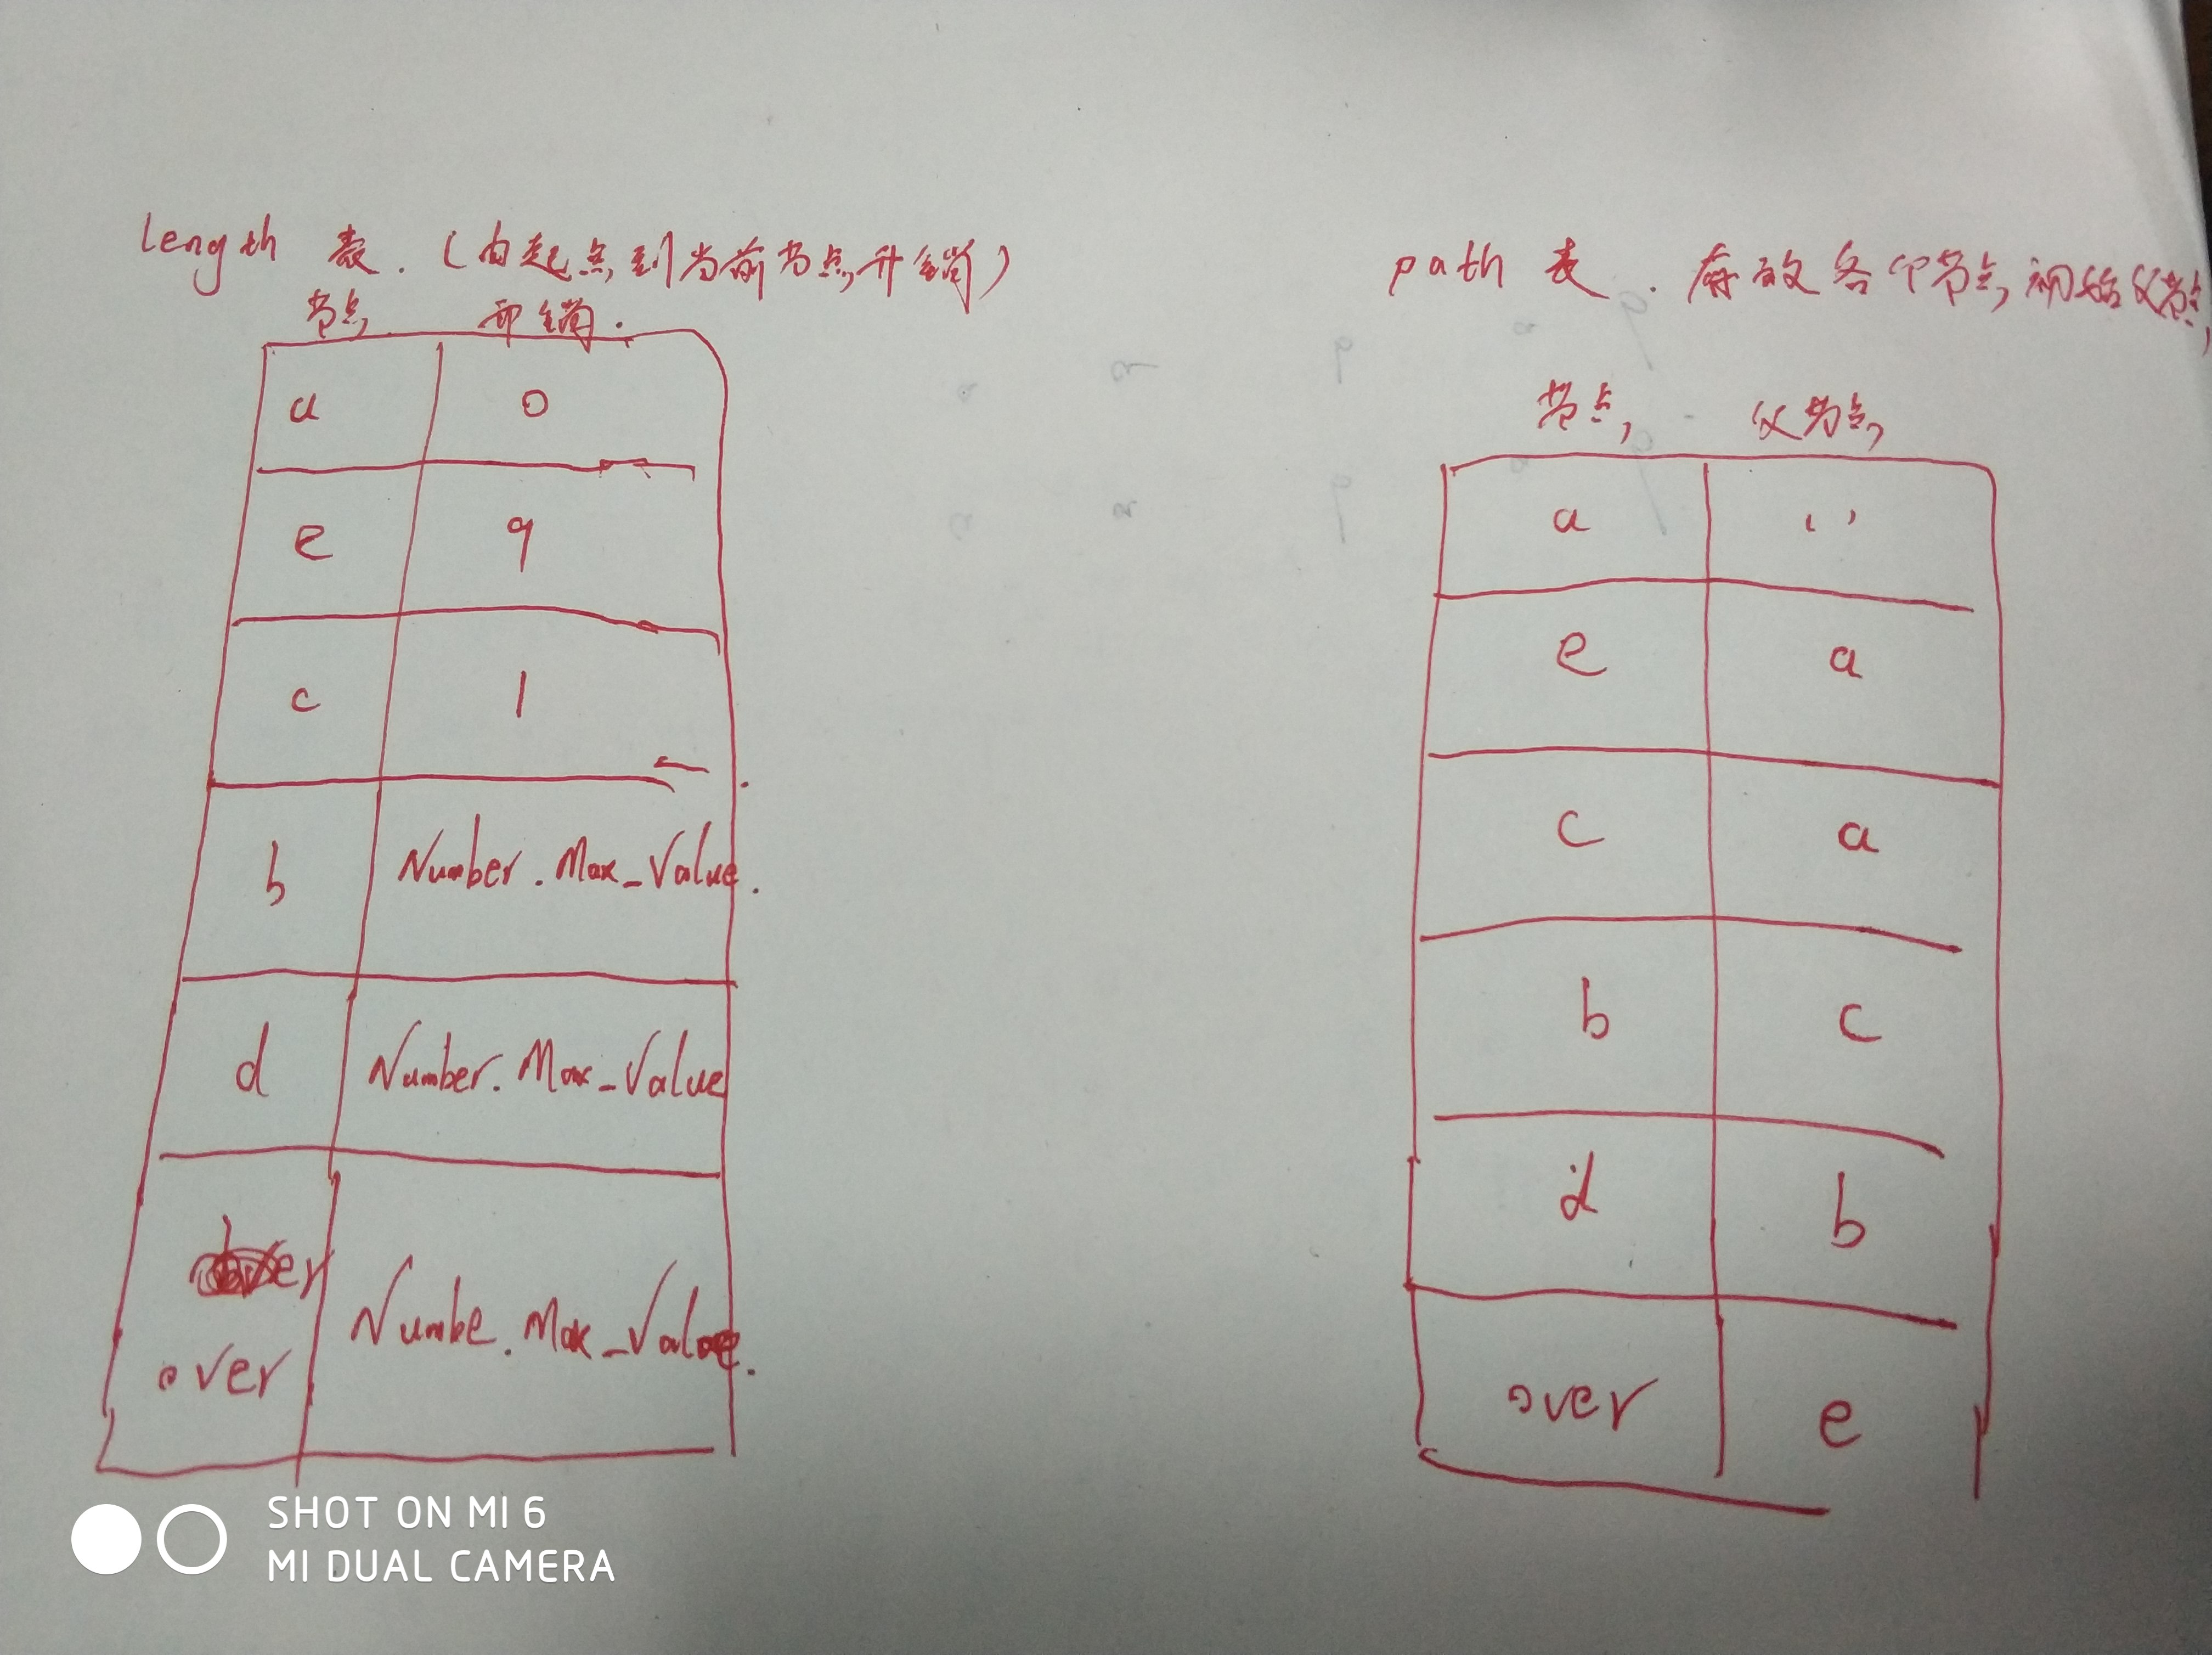 length 表.(由起点到当前节点开销)
节点 开销.
a 0
e 9
c 1
b Number.Max_Value.
d Number.Max_Value
over Numbe.Max_Value.
path 表. 存放各个节点初始父节点
节点 父节点
a ''
e a
c a
b c
d b
over e
SHOT ON MI 6
MI DUAL CAMERA